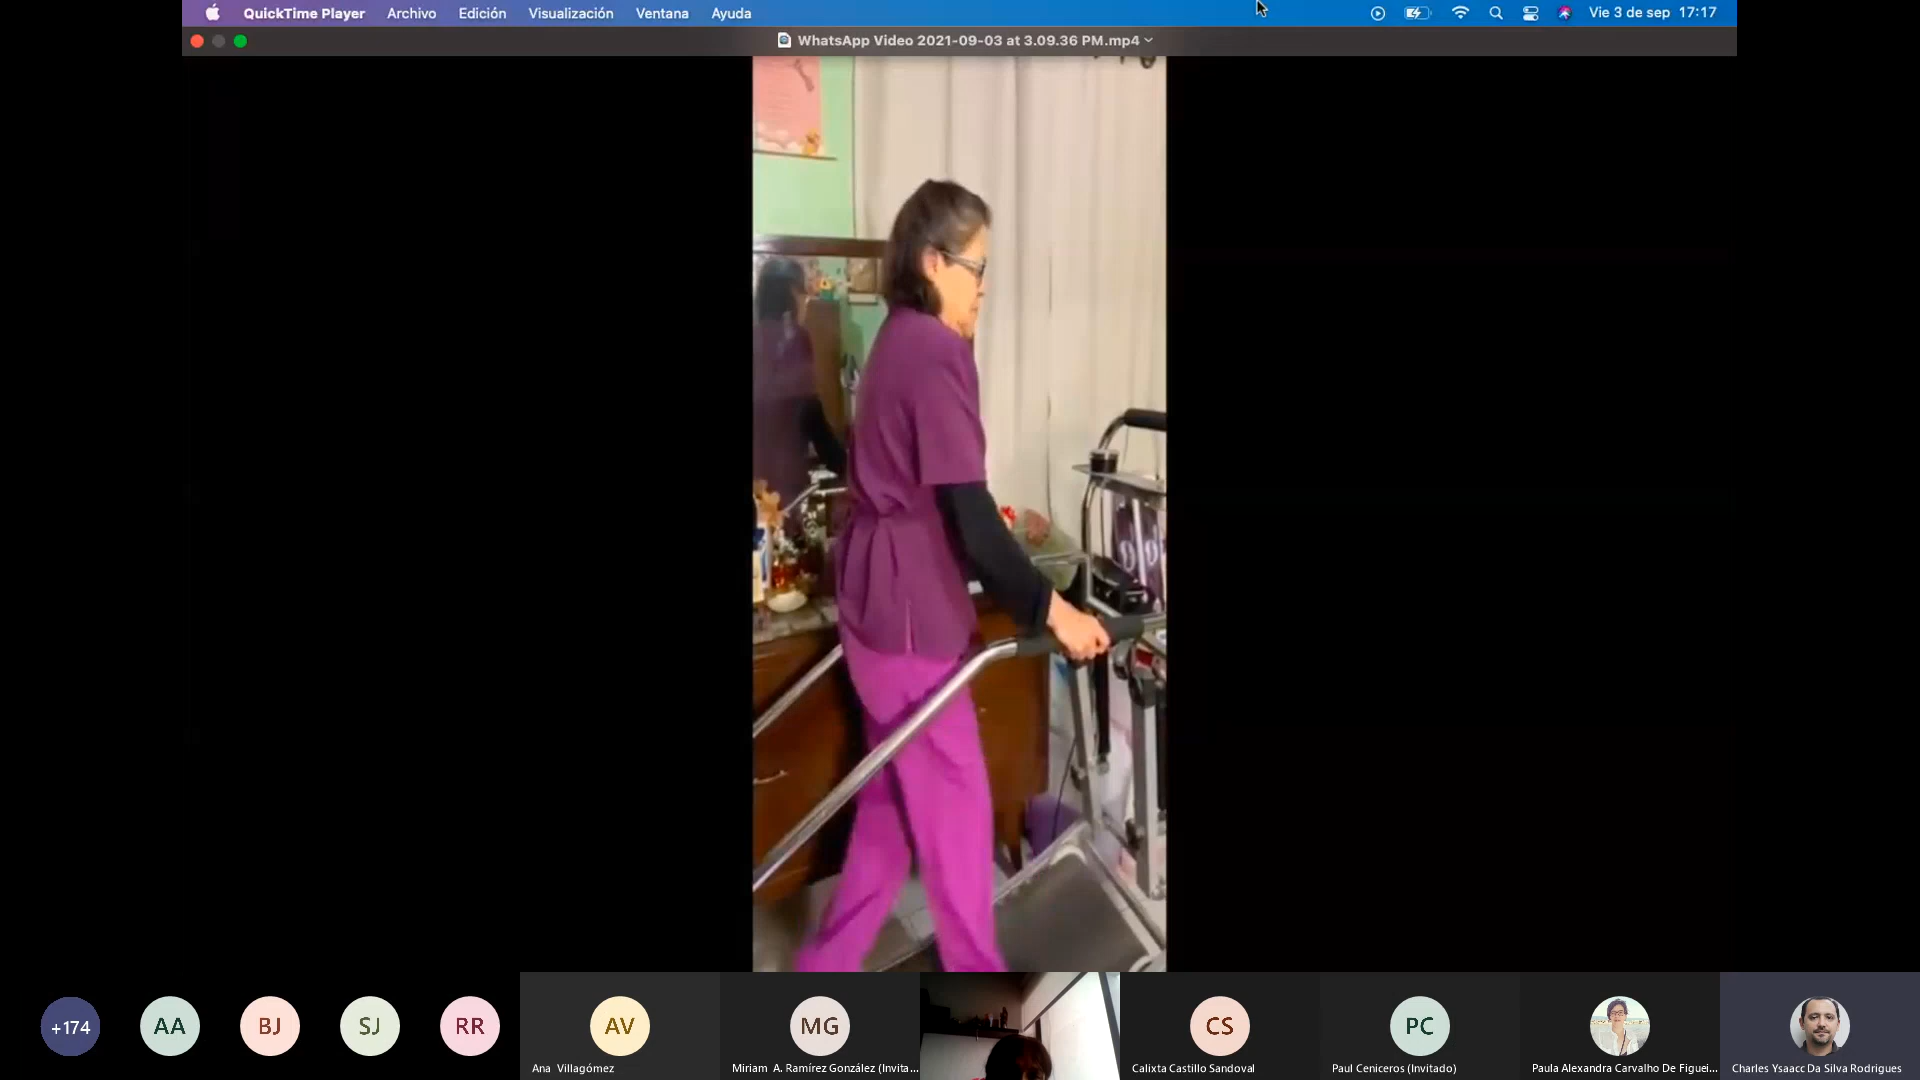 QuickTime Player Archivo Edición Visualización Ventana Ayuda Vie 3 de sep 17:17
WhatsApp Video 2021-09-03 at 3.09.36 PM.mp4
+174 AA BJ SJ RR AV MG CS PC
Ana Villagómez
Miriam A. Ramírez González (Invita...
Calixta Castillo Sandoval
Paul Ceniceros (Invitado)
Paula Alexandra Carvalho De Figuei...
Charles Ysaacc Da Silva Rodrigues